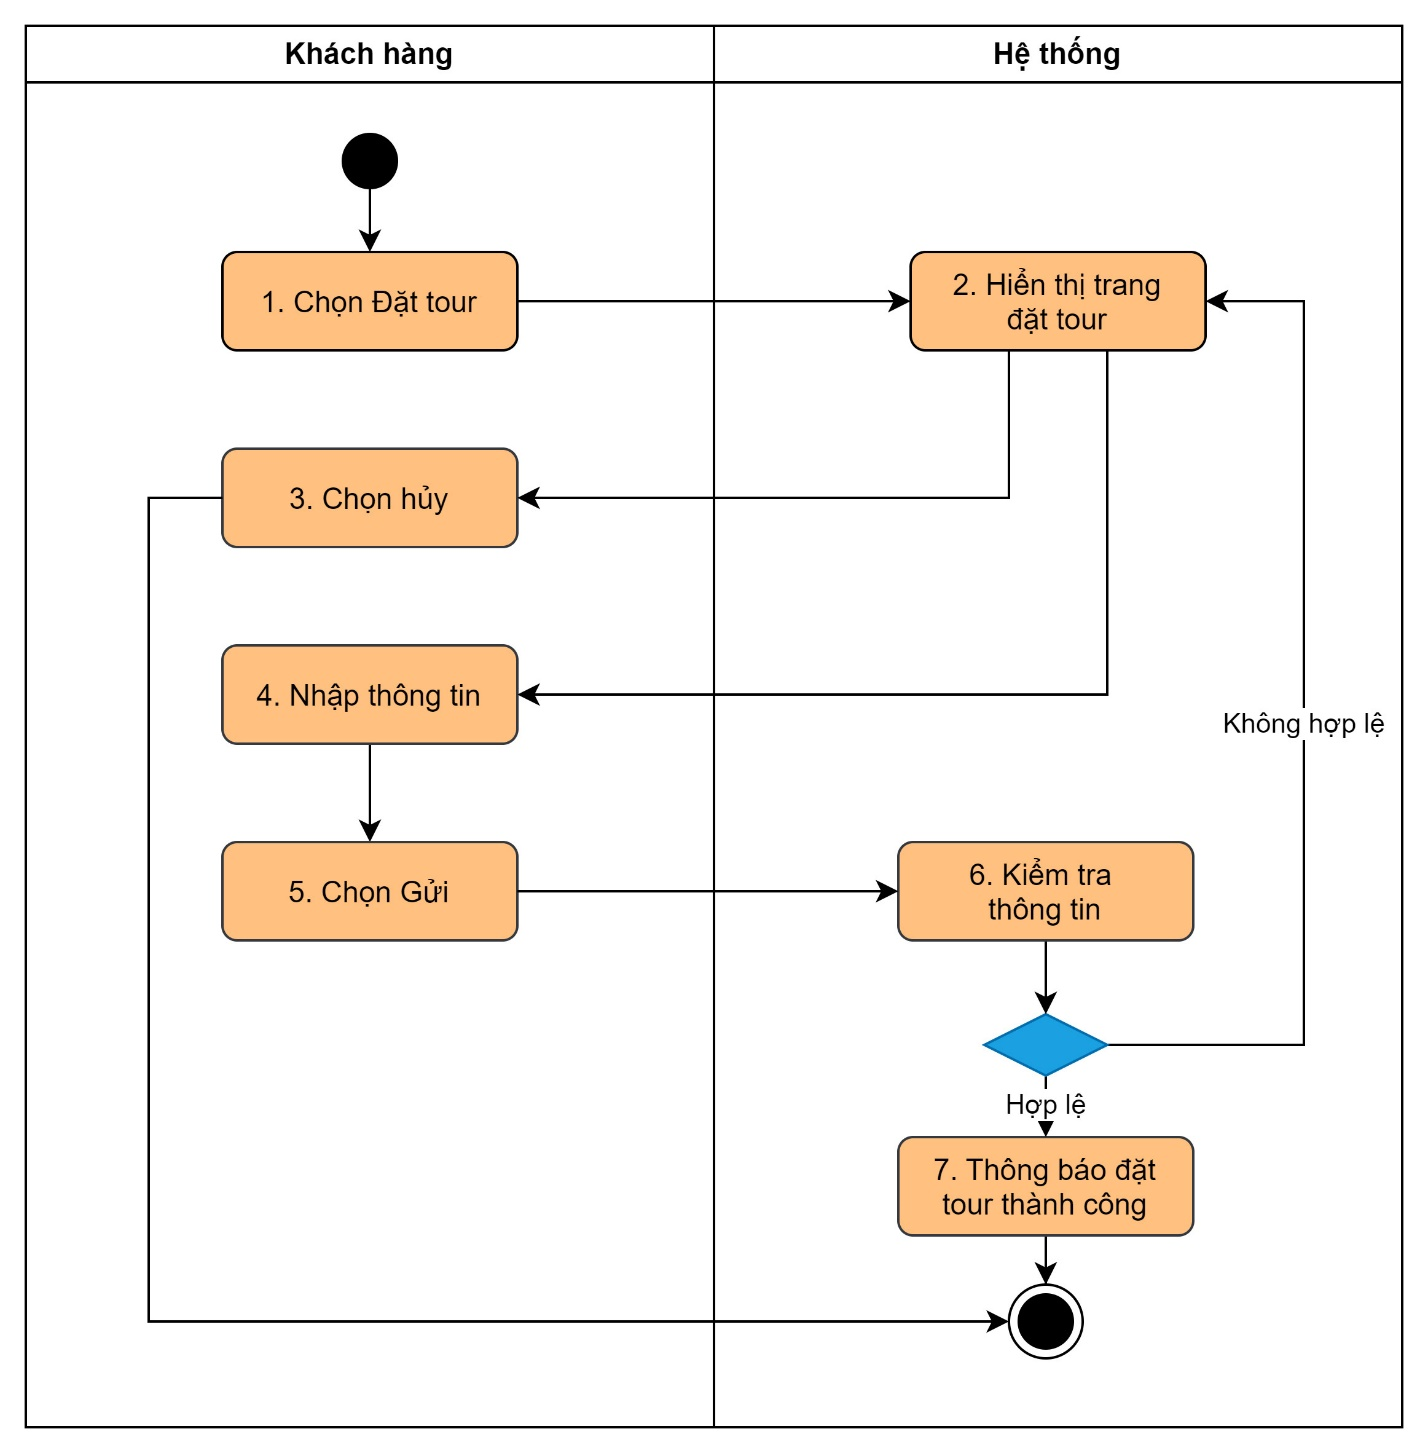 Khách hàng
Hệ thống
1. Chọn Đặt tour
2. Hiển thị trang
đặt tour
3. Chọn hủy
4. Nhập thông tin
Không hợp lệ
5. Chọn Gửi
6. Kiểm tra
thông tin
Hợp lệ
7. Thông báo đặt
tour thành công